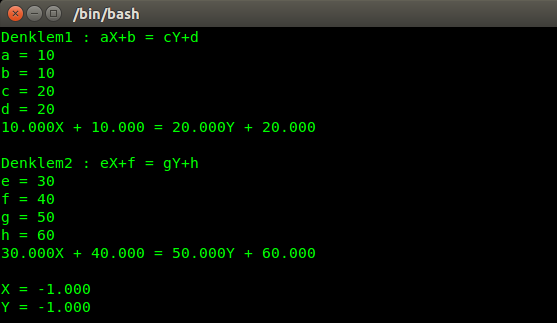 /bin/bash
Denklem1 : aX+b = cY+d
a = 10
b = 10
c = 20
d = 20
10.000X + 10.000 = 20.000Y + 20.000
Denklem2 : eX+f = gY+h
e = 30
f = 40
g = 50
h = 60
30.000X + 40.000 = 50.000Y + 60.000
X = -1.000
Y = -1.000